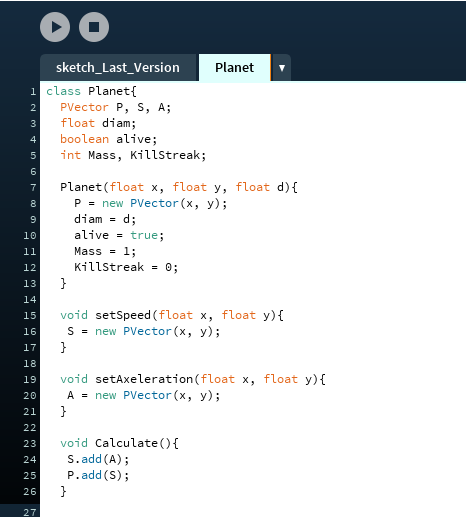 sketch_Last_Version Planet ▼
1 class Planet{
2 PVector P, S, A;
3 float diam;
4 boolean alive;
5 int Mass, KillStreak;
6
7 Planet(float x, float y, float d){
8 P = new PVector(x, y);
9 diam = d;
10 alive = true;
11 Mass = 1;
12 KillStreak = 0;
13 }
14
15 void setSpeed(float x, float y){
16 S = new PVector(x, y);
17 }
18
19 void setAxeleration(float x, float y){
20 A = new PVector(x, y);
21 }
22
23 void Calculate(){
24 S.add(A);
25 P.add(S);
26 }
27